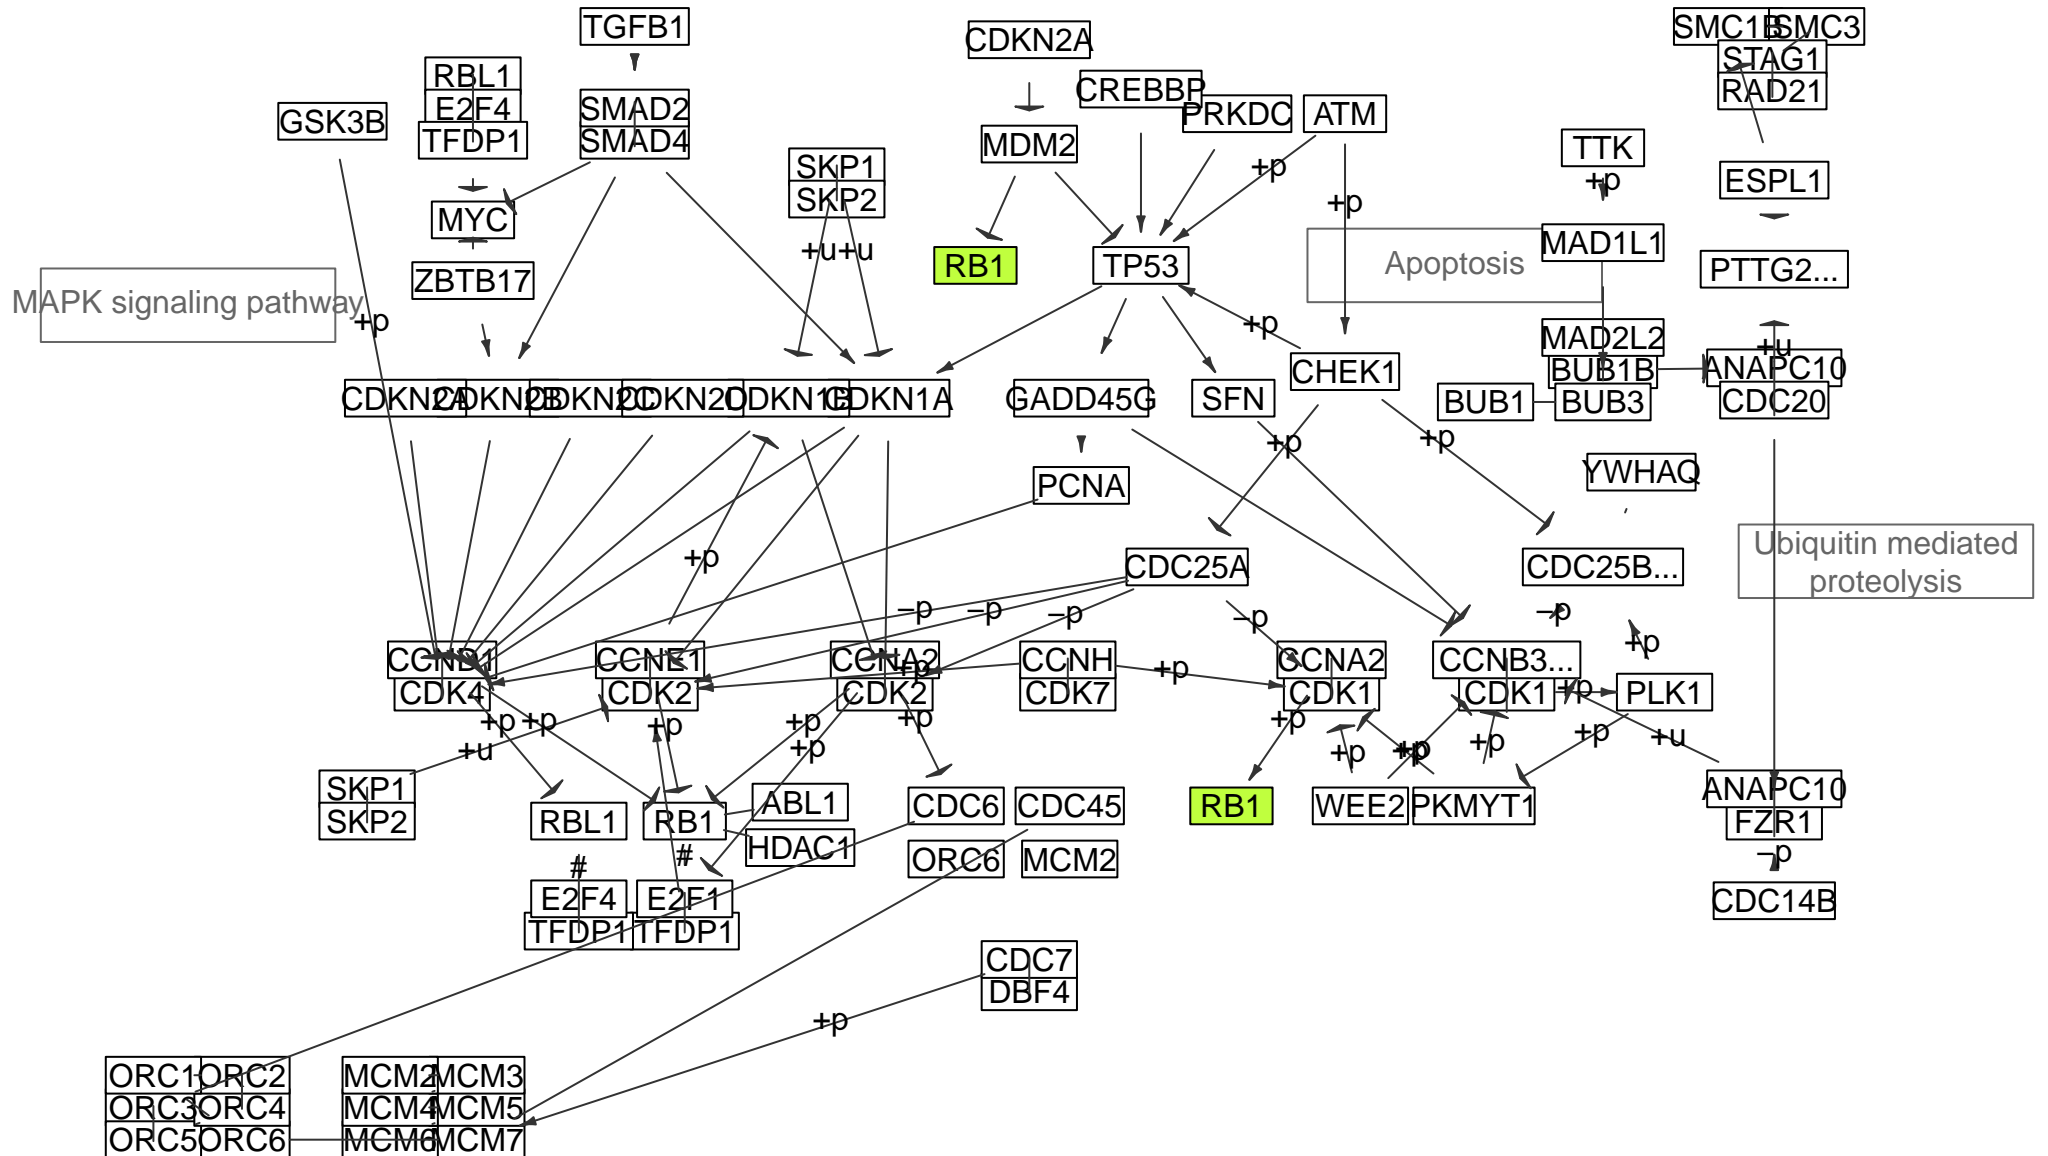 TGFB1
CDKN2A
SMC1B
SMC3
STAG1
RAD21
RBL1
E2F4
TFDP1
GSK3B
SMAD2
SMAD4
CREBBP
PRKDC
ATM
MDM2
TTK
+p
+p
SKP1
SKP2
ESPL1
+p
MYC
+u
+u
MAD1L1
RB1
TP53
Apoptosis
PTTG2...
ZBTB17
MAPK signaling pathway
+p
+p
MAD2L2
+u
BUB1B
ANAPC10
CHEK1
CDKN2A
CDKN2B
CDKN2C
CDKN2D
CDKN1B
CDKN1A
GADD45G
SFN
BUB1
BUB3
CDC20
+p
+p
YWHAQ
PCNA
Ubiquitin mediated
proteolysis
+p
CDC25A
CDC25B...
–p
–p
–p
–p
–p
+p
CCND1
CDK4
CCNE1
CDK2
CCNA2
+p
CDK2
CCNH
CDK7
+p
CCNA2
CDK1
CCNB3...
CDK1
+p
PLK1
+p
+p
+p
+p
+p
+p
+p
+u
+p
+p
+p
+p
+p
+u
SKP1
SKP2
RBL1
RB1
ABL1
HDAC1
CDC6
CDC45
ORC6
MCM2
RB1
WEE2
PKMYT1
ANAPC10
FZR1
–p
#
#
E2F4
TFDP1
E2F1
TFDP1
CDC14B
CDC7
DBF4
+p
ORC1
ORC2
MCM2
MCM3
ORC3
ORC4
MCM4
MCM5
ORC5
ORC6
MCM6
MCM7